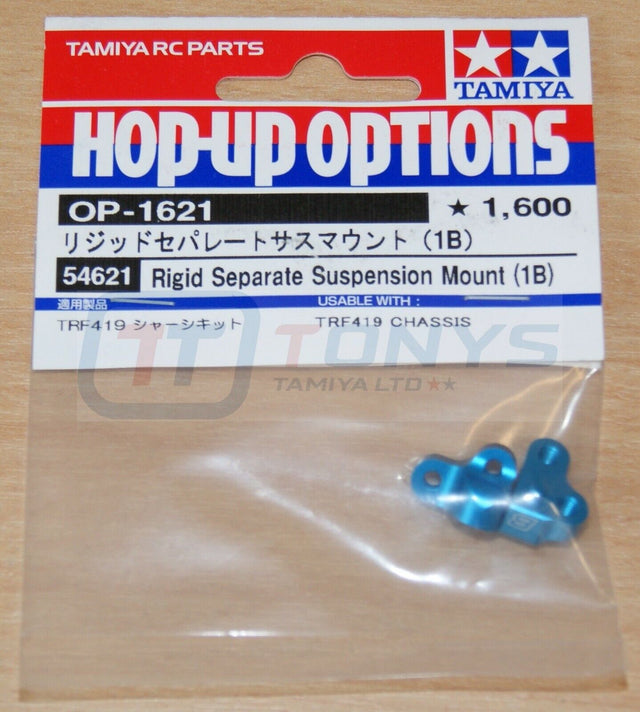 TAMIYA RC PARTS
TAMIYA
HOP-UP OPTIONS
OP-1621 ★ 1,600
リジッドセパレートサスマウント (1B)
54621 Rigid Separate Suspension Mount (1B)
適用製品 USABLE WITH :
TRF419 シャーシキット TRF419 CHASSIS
TT TONYS
TAMIYA LTD ★★